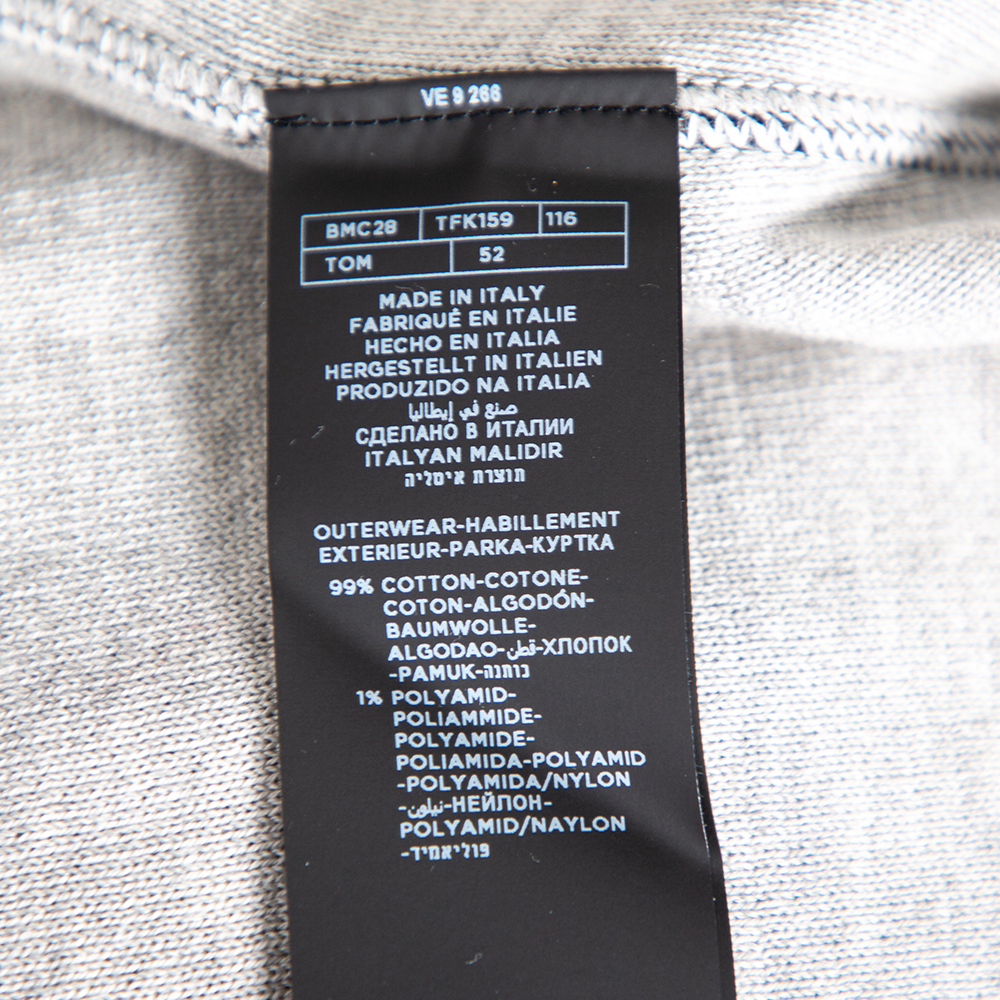 VE 9 266
BMC28 TFK159 116
TOM 52
MADE IN ITALY
FABRIQUÉ EN ITALIE
HECHO EN ITALIA
HERGESTELLT IN ITALIEN
PRODUZIDO NA ITALIA
صنع في إيطاليا
СДЕЛАНО В ИТАЛИИ
ITALYAN MALIDIR
תוצרת איטליה
OUTERWEAR-HABILLEMENT
EXTERIEUR-PARKA-КУРТКА
99% COTTON-COTONE-
COTON-ALGODÓN-
BAUMWOLLE-
ALGODAO-قطن-ХЛОПОК
-PAMUK-כותנה
1% POLYAMID-
POLIAMMIDE-
POLYAMIDE-
POLIAMIDA-POLYAMID
-POLYAMIDA/NYLON
-نيلون-НЕЙЛОН-
POLYAMID/NAYLON
-פוליאמיד